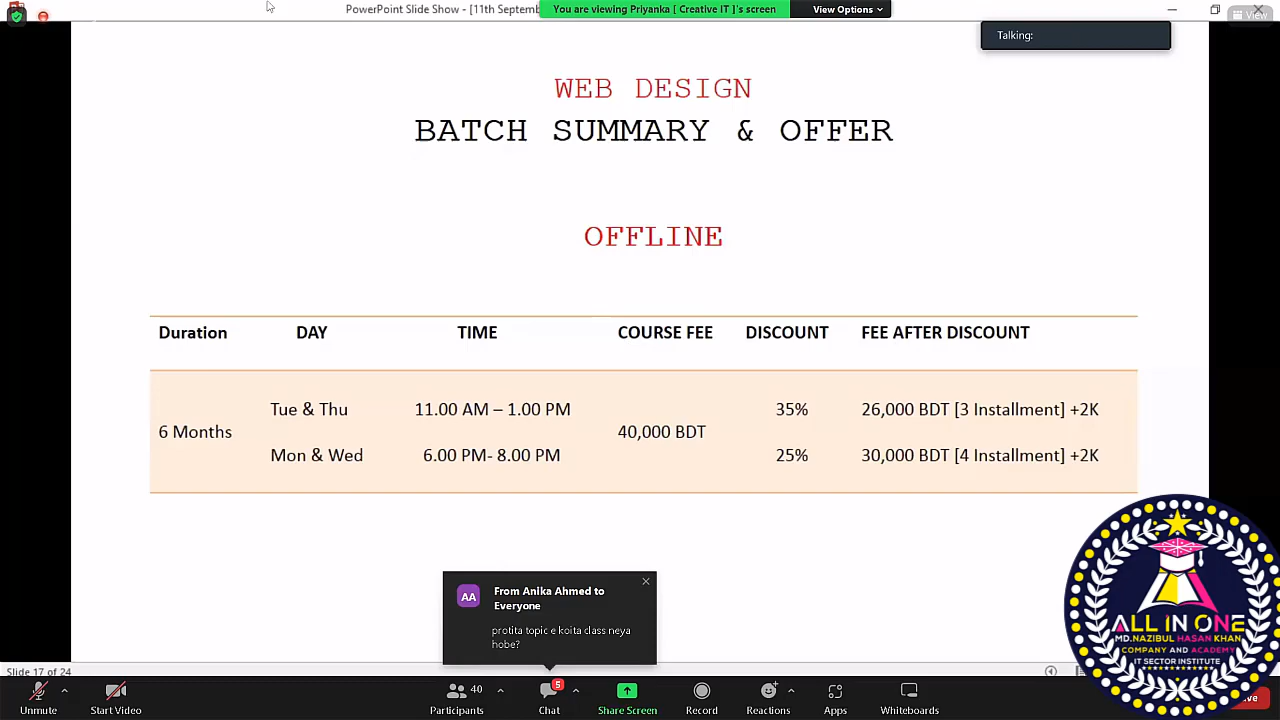 PowerPoint Slide Show - [11th Septemb
You are viewing Priyanka [ Creative IT ]'s screen
View Options
View
Talking:
WEB DESIGN
BATCH SUMMARY & OFFER
OFFLINE
Duration DAY TIME COURSE FEE DISCOUNT FEE AFTER DISCOUNT
Tue & Thu 11.00 AM – 1.00 PM 35% 26,000 BDT [3 Installment] +2K
6 Months 40,000 BDT
Mon & Wed 6.00 PM- 8.00 PM 25% 30,000 BDT [4 Installment] +2K
AA
From Anika Ahmed to
Everyone
protita topic e koita class neya
hobe?
ALL IN ONE
MD.NAZIBUL HASAN KHAN
COMPANY AND ACADEMY
IT SECTOR INSTITUTE
Slide 17 of 24
40
5
Unmute Start Video Participants Chat Share Screen Record Reactions Apps Whiteboards